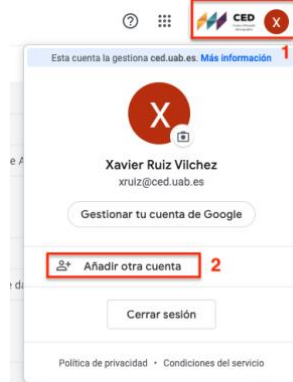 CED
X
1
Esta cuenta la gestiona ced.uab.es. Más información
X
Xavier Ruiz Vilchez
xruiz@ced.uab.es
Gestionar tu cuenta de Google
Añadir otra cuenta
2
Cerrar sesión
Política de privacidad • Condiciones del servicio